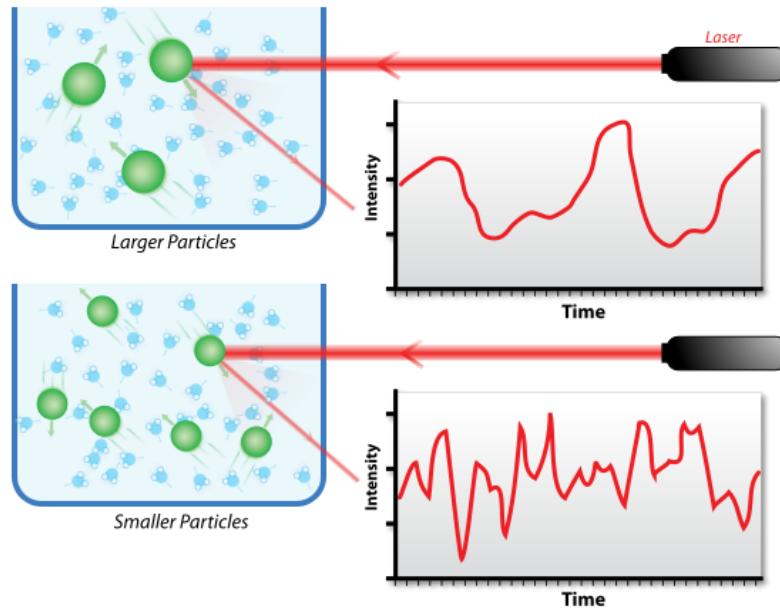 Laser
Intensity
Time
Larger Particles
Intensity
Time
Smaller Particles